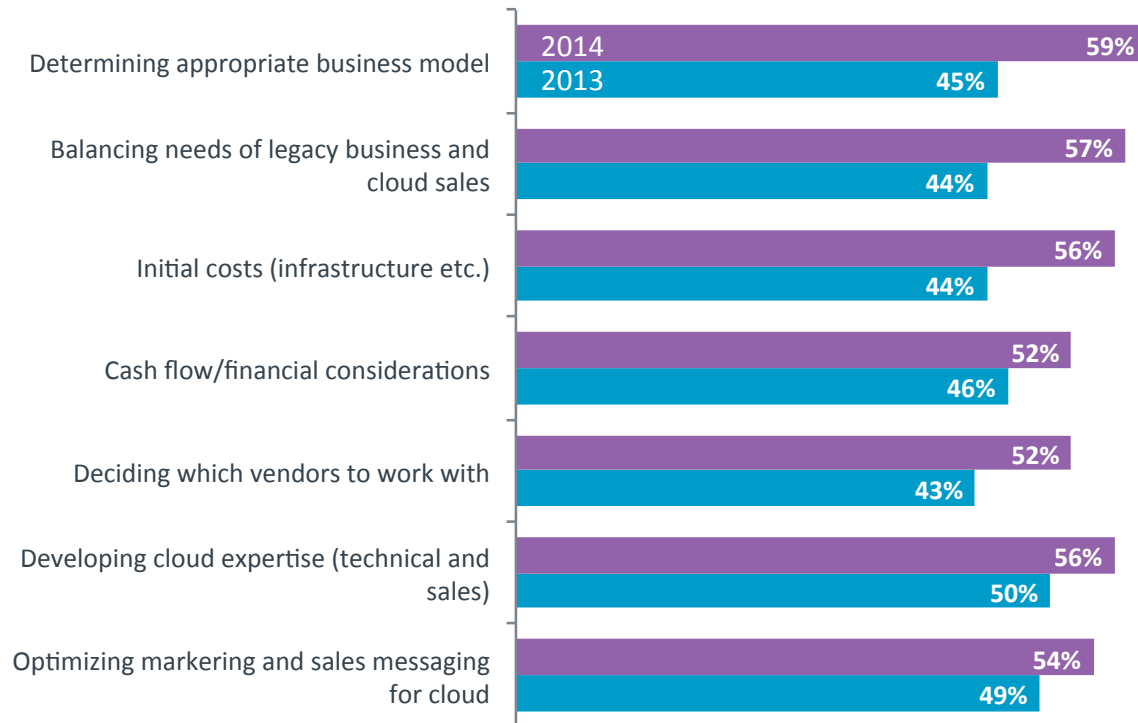 Determining appropriate business model
2014
59%
2013
45%
Balancing needs of legacy business and
cloud sales
57%
44%
Initial costs (infrastructure etc.)
56%
44%
Cash flow/financial considerations
52%
46%
Deciding which vendors to work with
52%
43%
Developing cloud expertise (technical and
sales)
56%
50%
Optimizing markering and sales messaging
for cloud
54%
49%